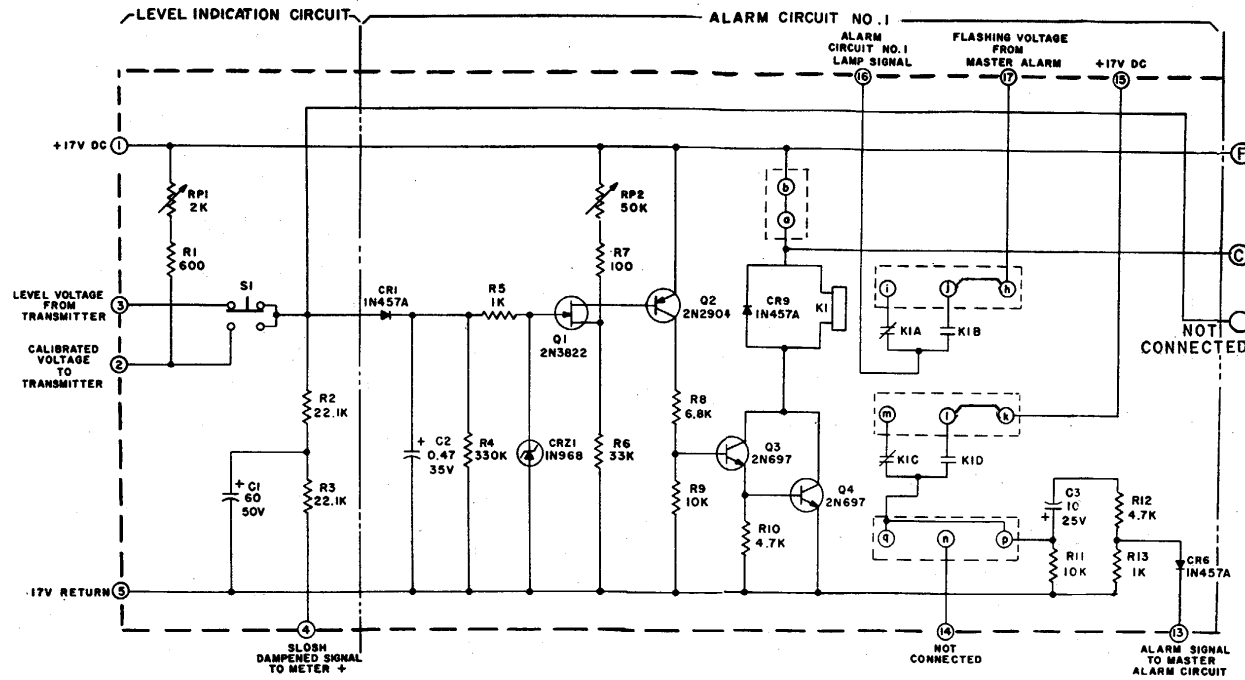 LEVEL INDICATION CIRCUIT
ALARM CIRCUIT NO.1
ALARM
CIRCUIT NO.1
LAMP SIGNAL
16
FLASHING VOLTAGE
FROM
MASTER ALARM
17
+17V DC
15
+17V DC
1
F
RP1
2K
RP2
50K
b
a
R1
600
R7
100
C
S1
LEVEL VOLTAGE
FROM
TRANSMITTER
3
CR1
1N457A
R5
1K
Q1
2N3822
Q2
2N2904
CR9
1N457A
K1
i
j
h
K1A
K1B
NOT
CONNECTED
CALIBRATED
VOLTAGE
TO
TRANSMITTER
2
R2
22.1K
R8
6.8K
m
l
k
+
C2
0.47
35V
R4
330K
CRZ1
1N968
R6
33K
Q3
2N697
K1C
K1D
+
C1
60
50V
R3
22.1K
R9
10K
Q4
2N697
C3
10
25V
+
R12
4.7K
R10
4.7K
q
n
p
R11
10K
R13
1K
CR6
1N457A
17V RETURN
5
4
SLOSH
DAMPENED SIGNAL
TO METER +
14
NOT
CONNECTED
13
ALARM SIGNAL
TO MASTER
ALARM CIRCUIT